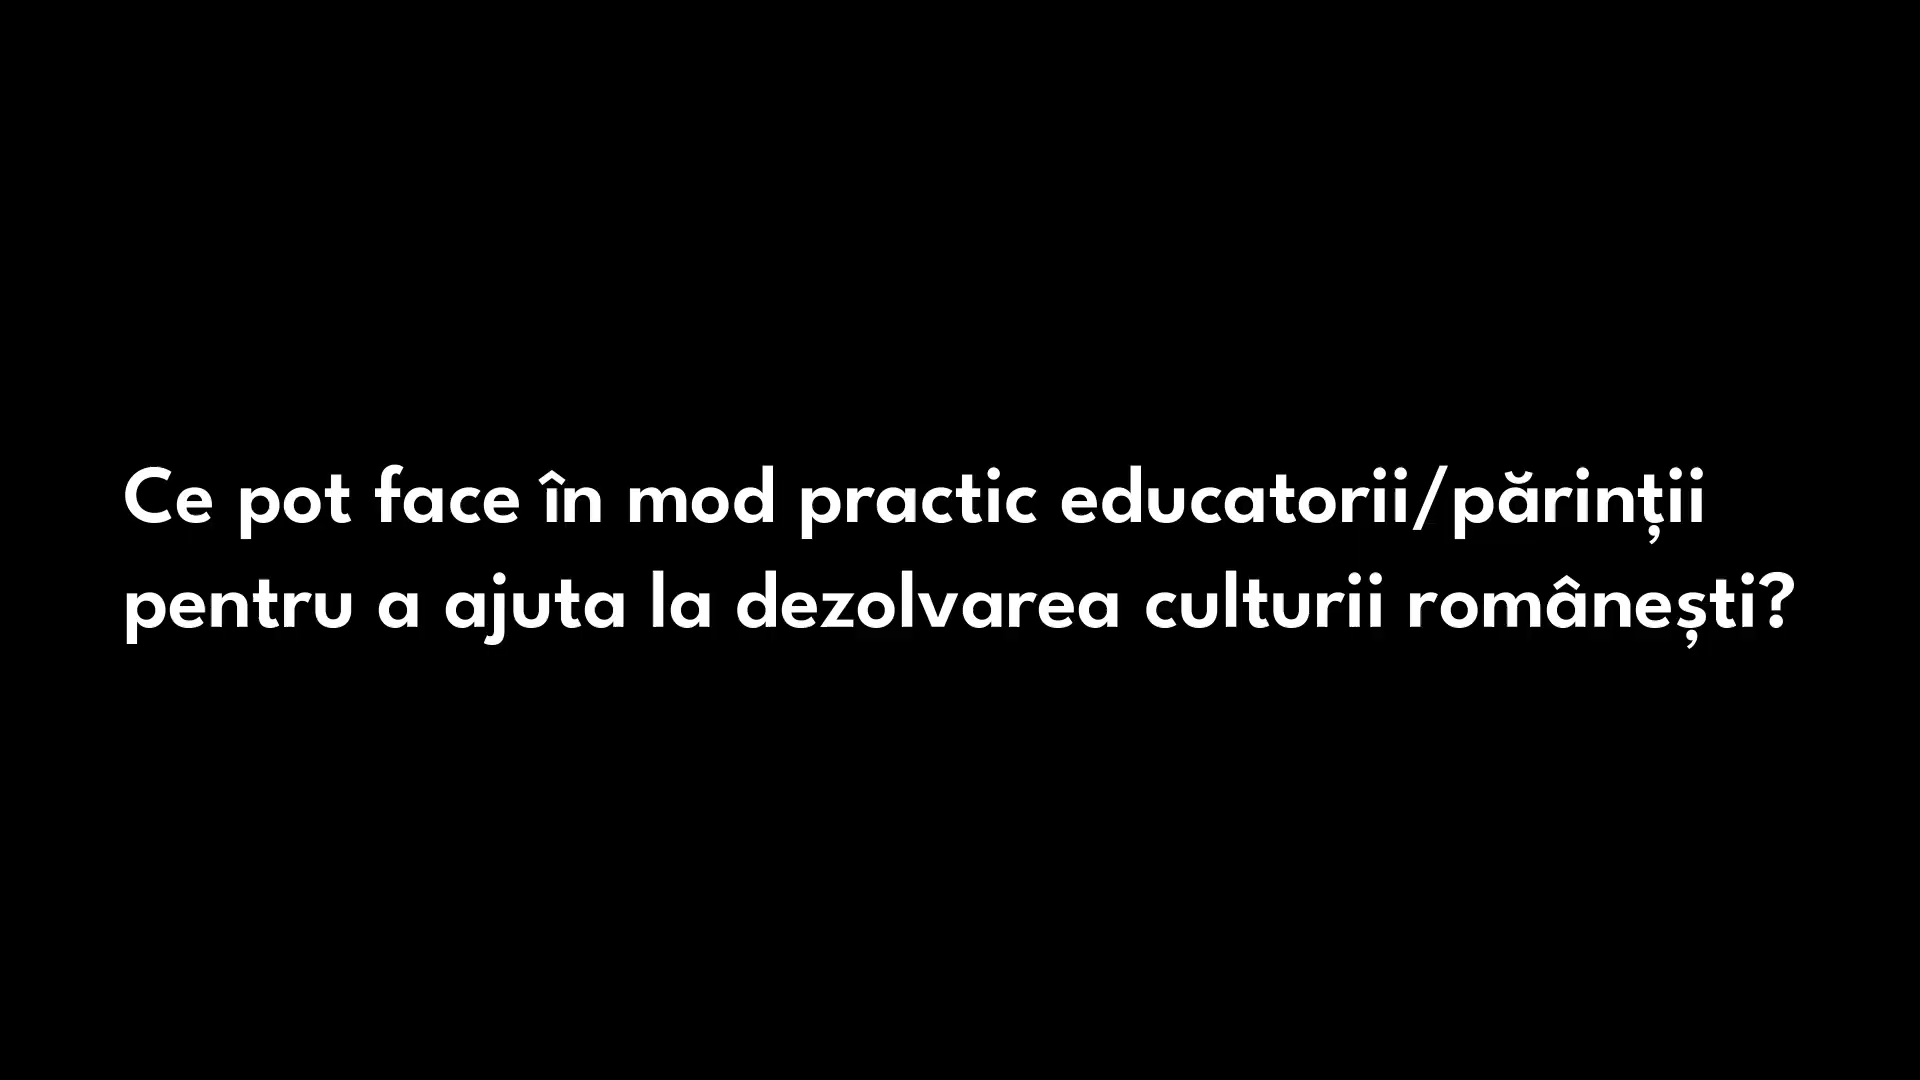 Ce pot face în mod practic educatorii/părinții
pentru a ajuta la dezolvarea culturii românești?